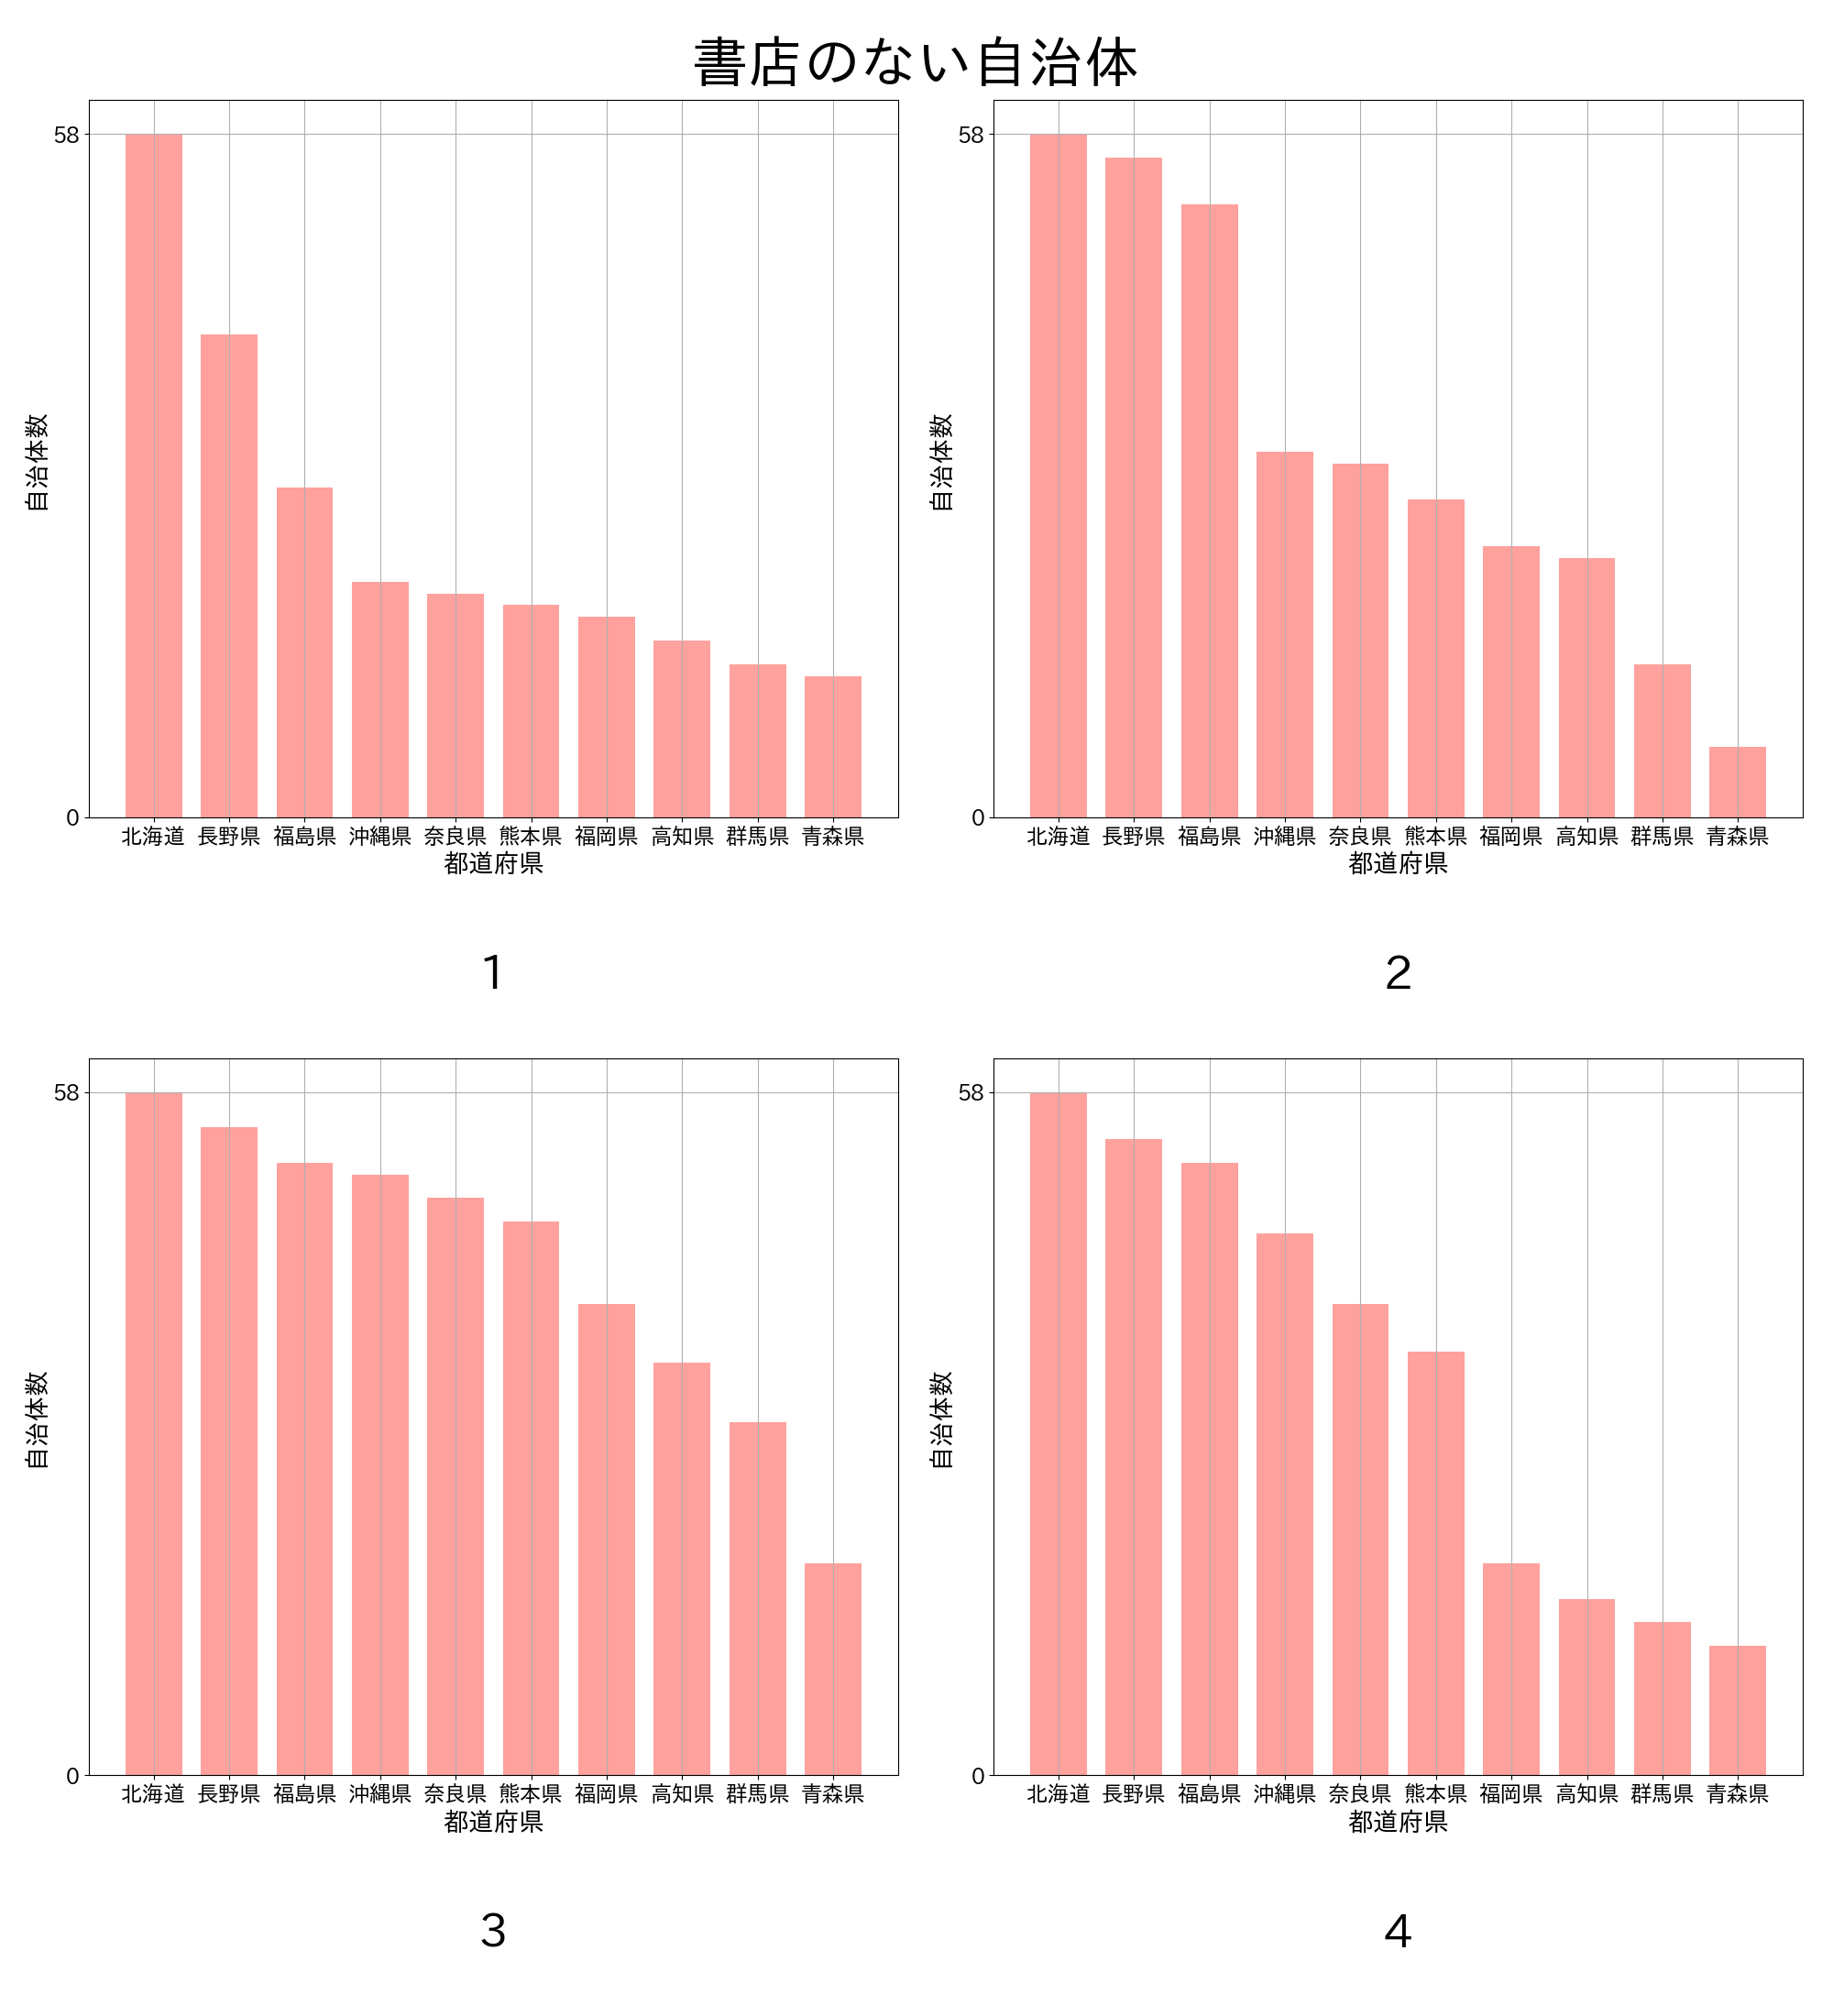 書店のない自治体
58
0
自治体数
北海道 長野県 福島県 沖縄県 奈良県 熊本県 福岡県 高知県 群馬県 青森県
都道府県
1
58
0
自治体数
北海道 長野県 福島県 沖縄県 奈良県 熊本県 福岡県 高知県 群馬県 青森県
都道府県
2
58
0
自治体数
北海道 長野県 福島県 沖縄県 奈良県 熊本県 福岡県 高知県 群馬県 青森県
都道府県
3
58
0
自治体数
北海道 長野県 福島県 沖縄県 奈良県 熊本県 福岡県 高知県 群馬県 青森県
都道府県
4